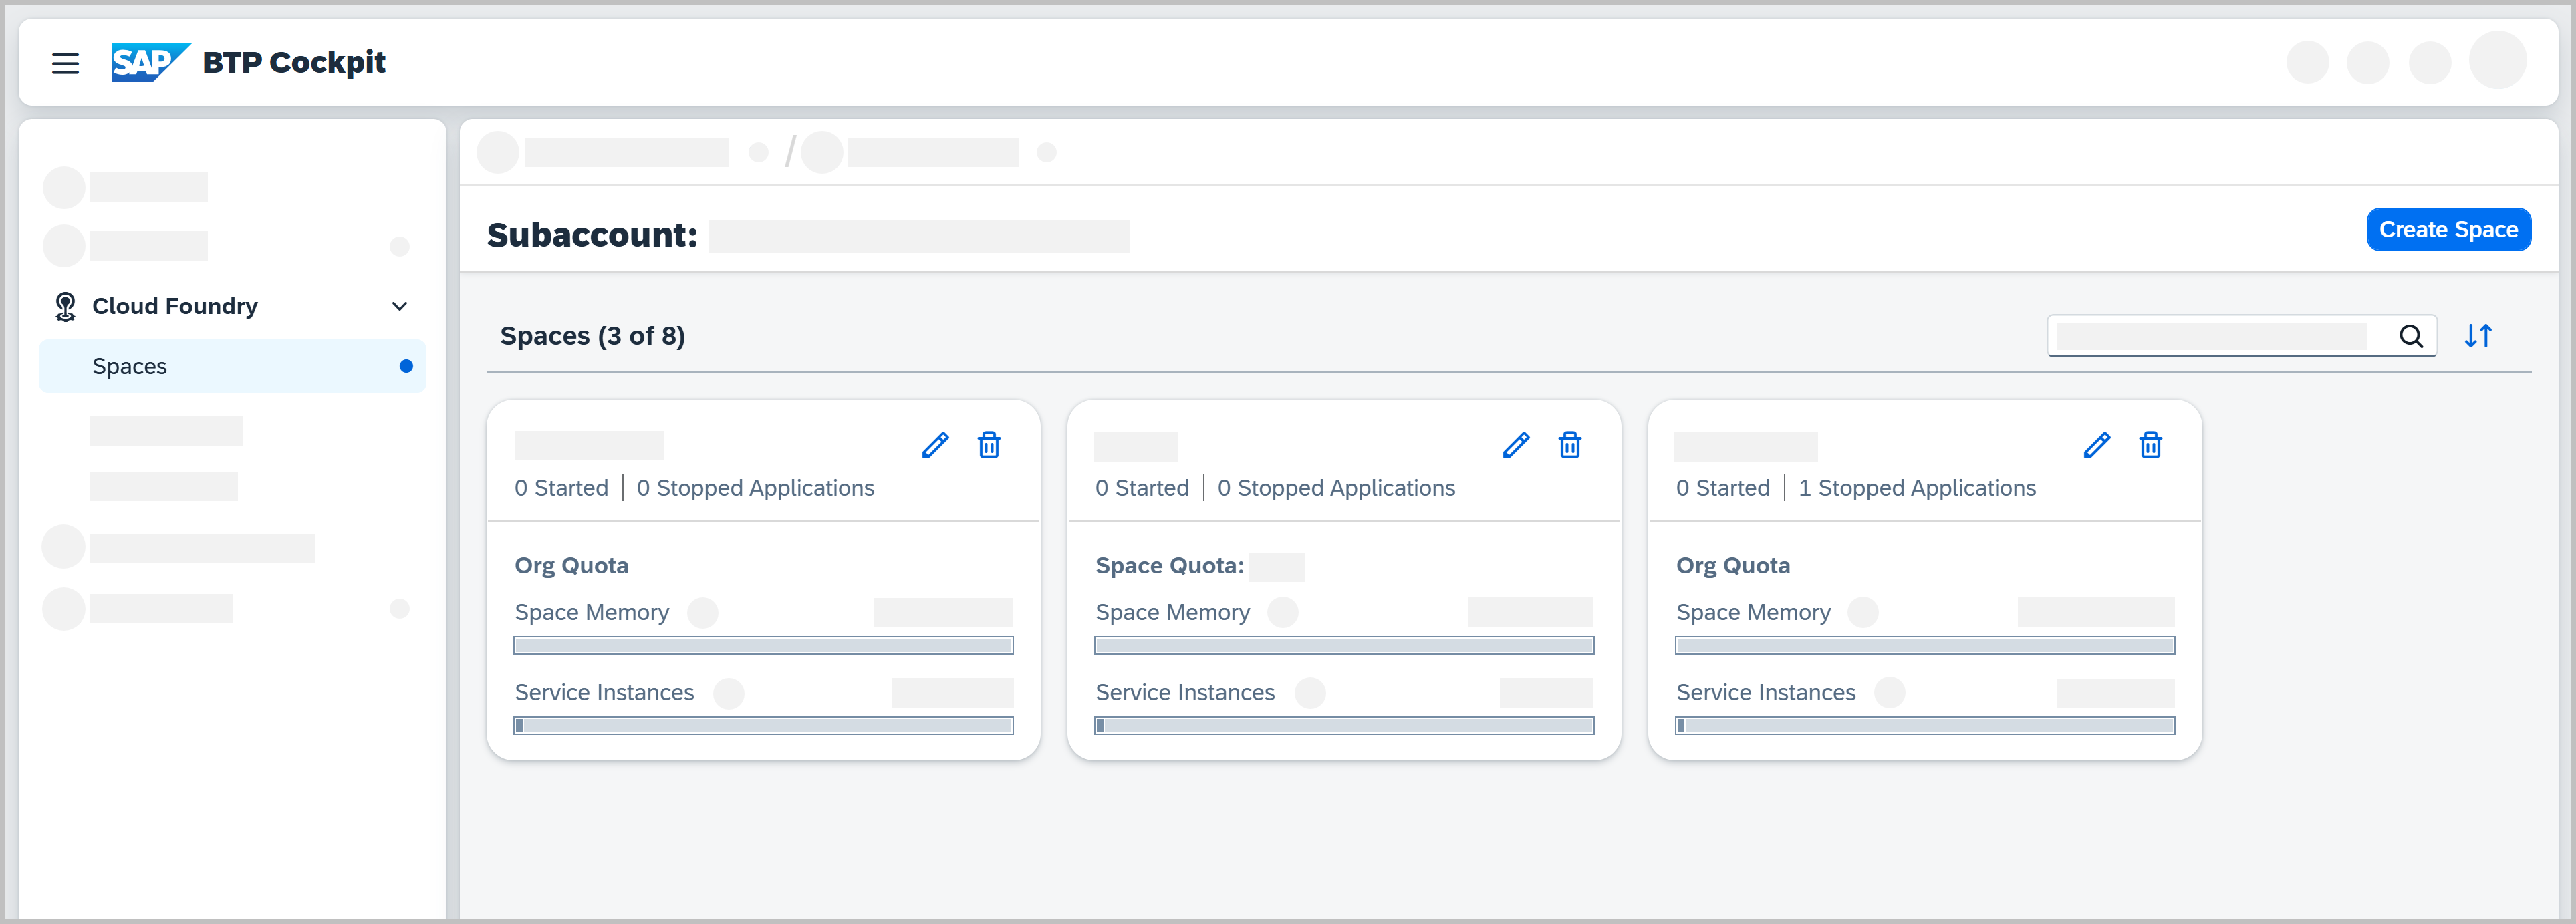 SAP BTP Cockpit
Subaccount:
Create Space
Cloud Foundry
Spaces
Spaces (3 of 8)
0 Started | 0 Stopped Applications
Org Quota
Space Memory
Service Instances
0 Started | 0 Stopped Applications
Space Quota:
Space Memory
Service Instances
0 Started | 1 Stopped Applications
Org Quota
Space Memory
Service Instances